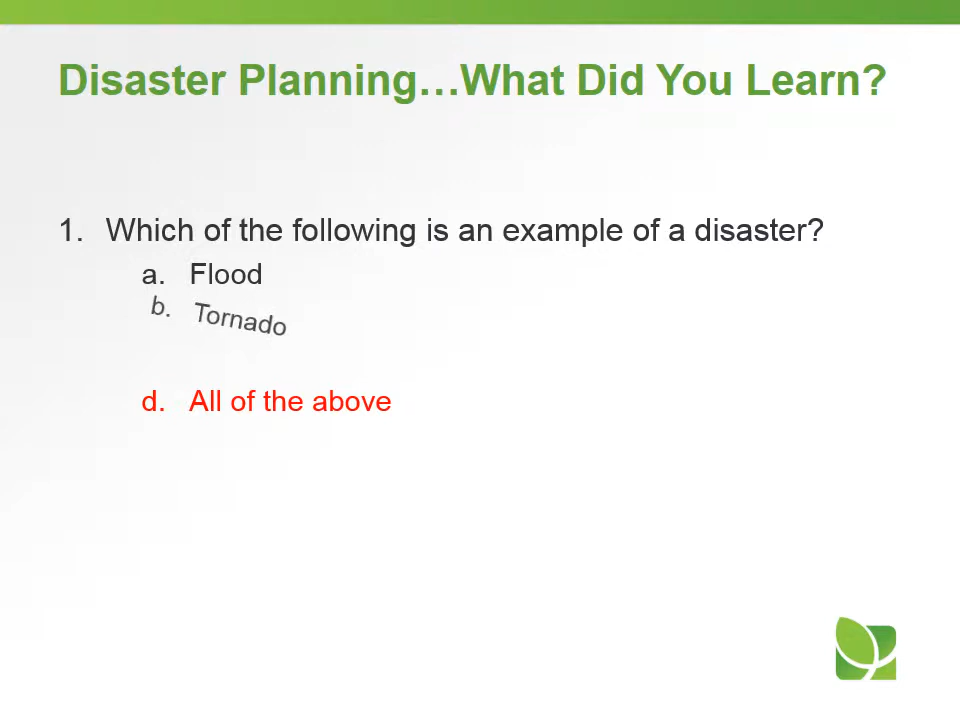 Disaster Planning…What Did You Learn?
1. Which of the following is an example of a disaster?
a. Flood
b. Tornado
d. All of the above